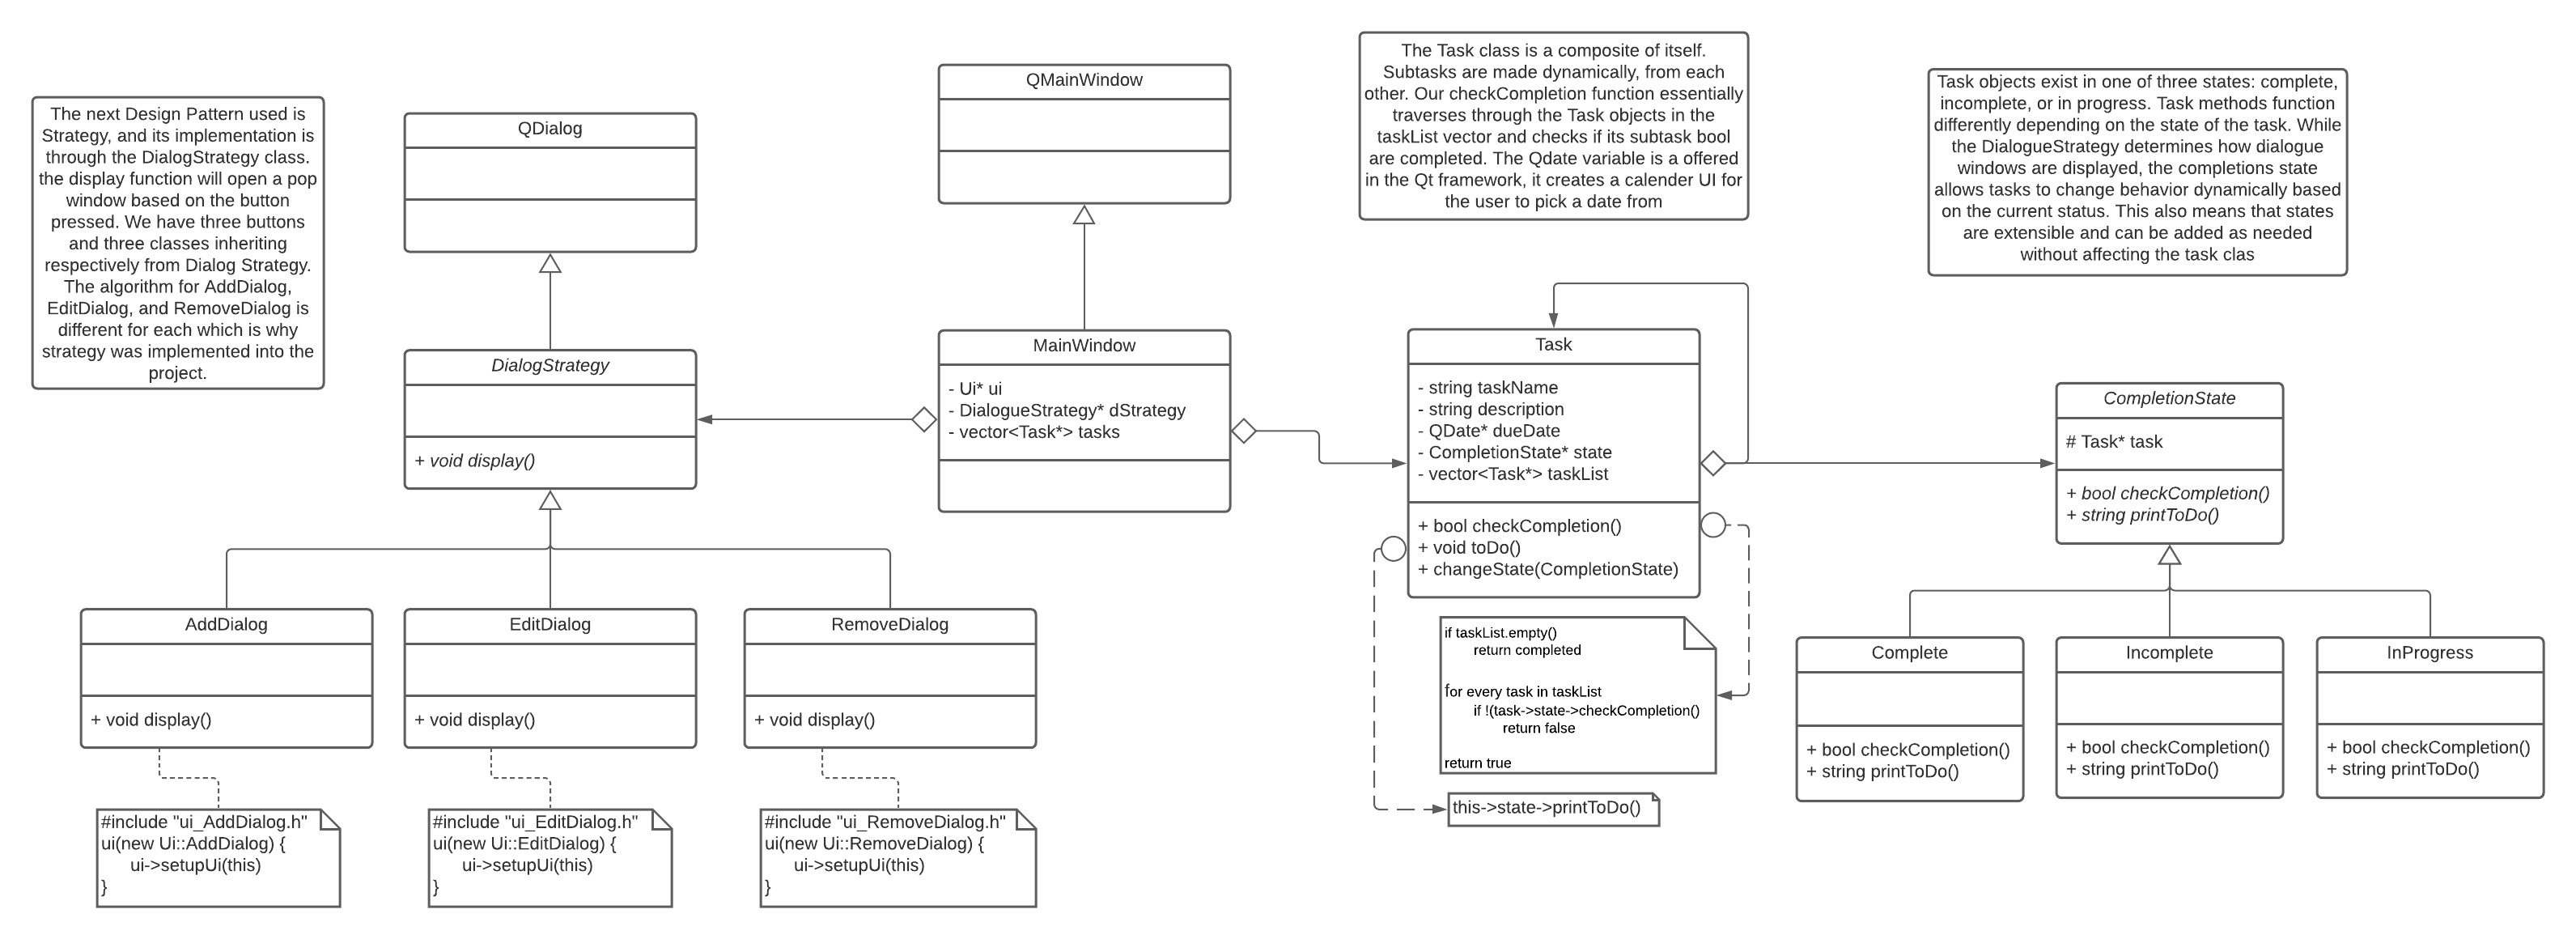 The next Design Pattern used is
Strategy, and its implementation is
through the DialogStrategy class.
the display function will open a pop
window based on the button
pressed. We have three buttons
and three classes inheriting
respectively from Dialog Strategy.
The algorithm for AddDialog,
EditDialog, and RemoveDialog is
different for each which is why
strategy was implemented into the
project.
QDialog
QMainWindow
The Task class is a composite of itself.
Subtasks are made dynamically, from each
other. Our checkCompletion function essentially
traverses through the Task objects in the
taskList vector and checks if its subtask bool
are completed. The Qdate variable is a offered
in the Qt framework, it creates a calender UI for
the user to pick a date from
Task objects exist in one of three states: complete,
incomplete, or in progress. Task methods function
differently depending on the state of the task. While
the DialogueStrategy determines how dialogue
windows are displayed, the completions state
allows tasks to change behavior dynamically based
on the current status. This also means that states
are extensible and can be added as needed
without affecting the task clas
DialogStrategy
+ void display()
MainWindow
- Ui* ui
- DialogueStrategy* dStrategy
- vector<Task*> tasks
Task
- string taskName
- string description
- QDate* dueDate
- CompletionState* state
- vector<Task*> taskList
+ bool checkCompletion()
+ void toDo()
+ changeState(CompletionState)
CompletionState
# Task* task
+ bool checkCompletion()
+ string printToDo()
AddDialog
+ void display()
EditDialog
+ void display()
RemoveDialog
+ void display()
if taskList.empty()
return completed
for every task in taskList
if !(task->state->checkCompletion()
return false
return true
this->state->printToDo()
Complete
+ bool checkCompletion()
+ string printToDo()
Incomplete
+ bool checkCompletion()
+ string printToDo()
InProgress
+ bool checkCompletion()
+ string printToDo()
#include "ui_AddDialog.h"
ui(new Ui::AddDialog) {
ui->setupUi(this)
}
#include "ui_EditDialog.h"
ui(new Ui::EditDialog) {
ui->setupUi(this)
}
#include "ui_RemoveDialog.h"
ui(new Ui::RemoveDialog) {
ui->setupUi(this)
}